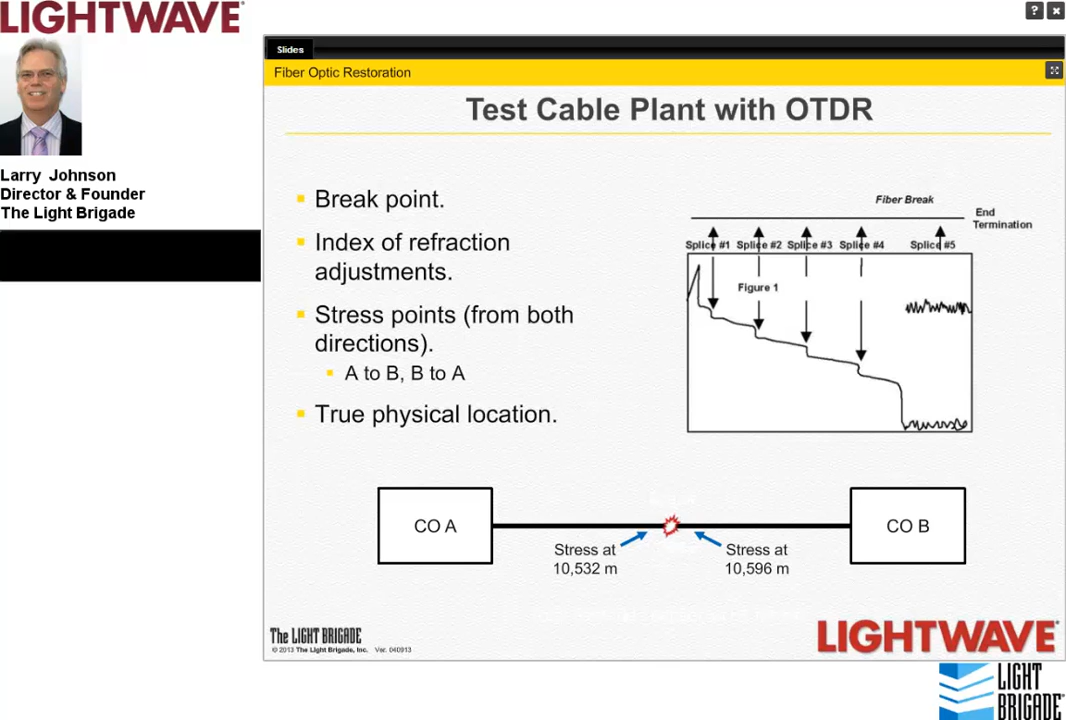 LIGHTWAVE
? ×
Slides
Fiber Optic Restoration
Larry Johnson
Director & Founder
The Light Brigade
Test Cable Plant with OTDR
Break point.
Index of refraction
adjustments.
Stress points (from both
directions).
A to B, B to A
True physical location.
Fiber Break
End
Termination
Splice #1 Splice #2 Splice #3 Splice #4 Splice #5
Figure 1
CO A
CO B
Stress at
10,532 m
Stress at
10,596 m
The LIGHT BRIGADE
© 2013 The Light Brigade, Inc. Ver. 040913
LIGHTWAVE
LIGHT
BRIGADE